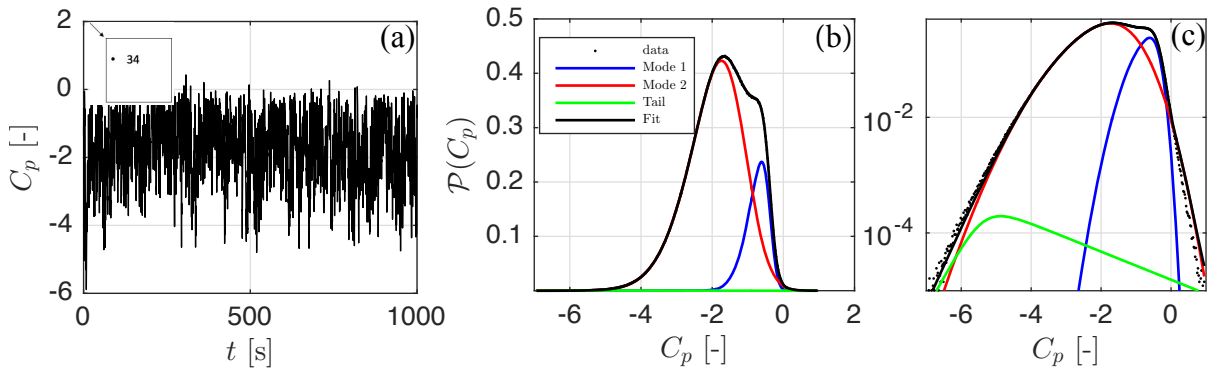 (a)
34
2
0
-2
-4
-6
C_p [-]
0
500
1000
t [s]
(b)
data
Mode 1
Mode 2
Tail
Fit
0.5
0.4
0.3
0.2
0.1
P(C_p)
-6
-4
-2
0
2
C_p [-]
(c)
10^-2
10^-4
-6
-4
-2
0
C_p [-]